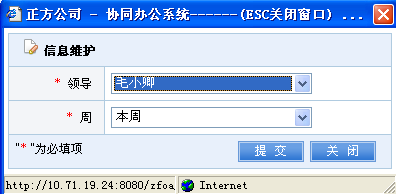 正方公司 - 协同办公系统------(ESC关闭窗口) ...
信息维护
* 领导 毛小卿
* 周 本周
"* "为必填项 提 交 关 闭
http://10.71.19.24:8080/zfoa Internet